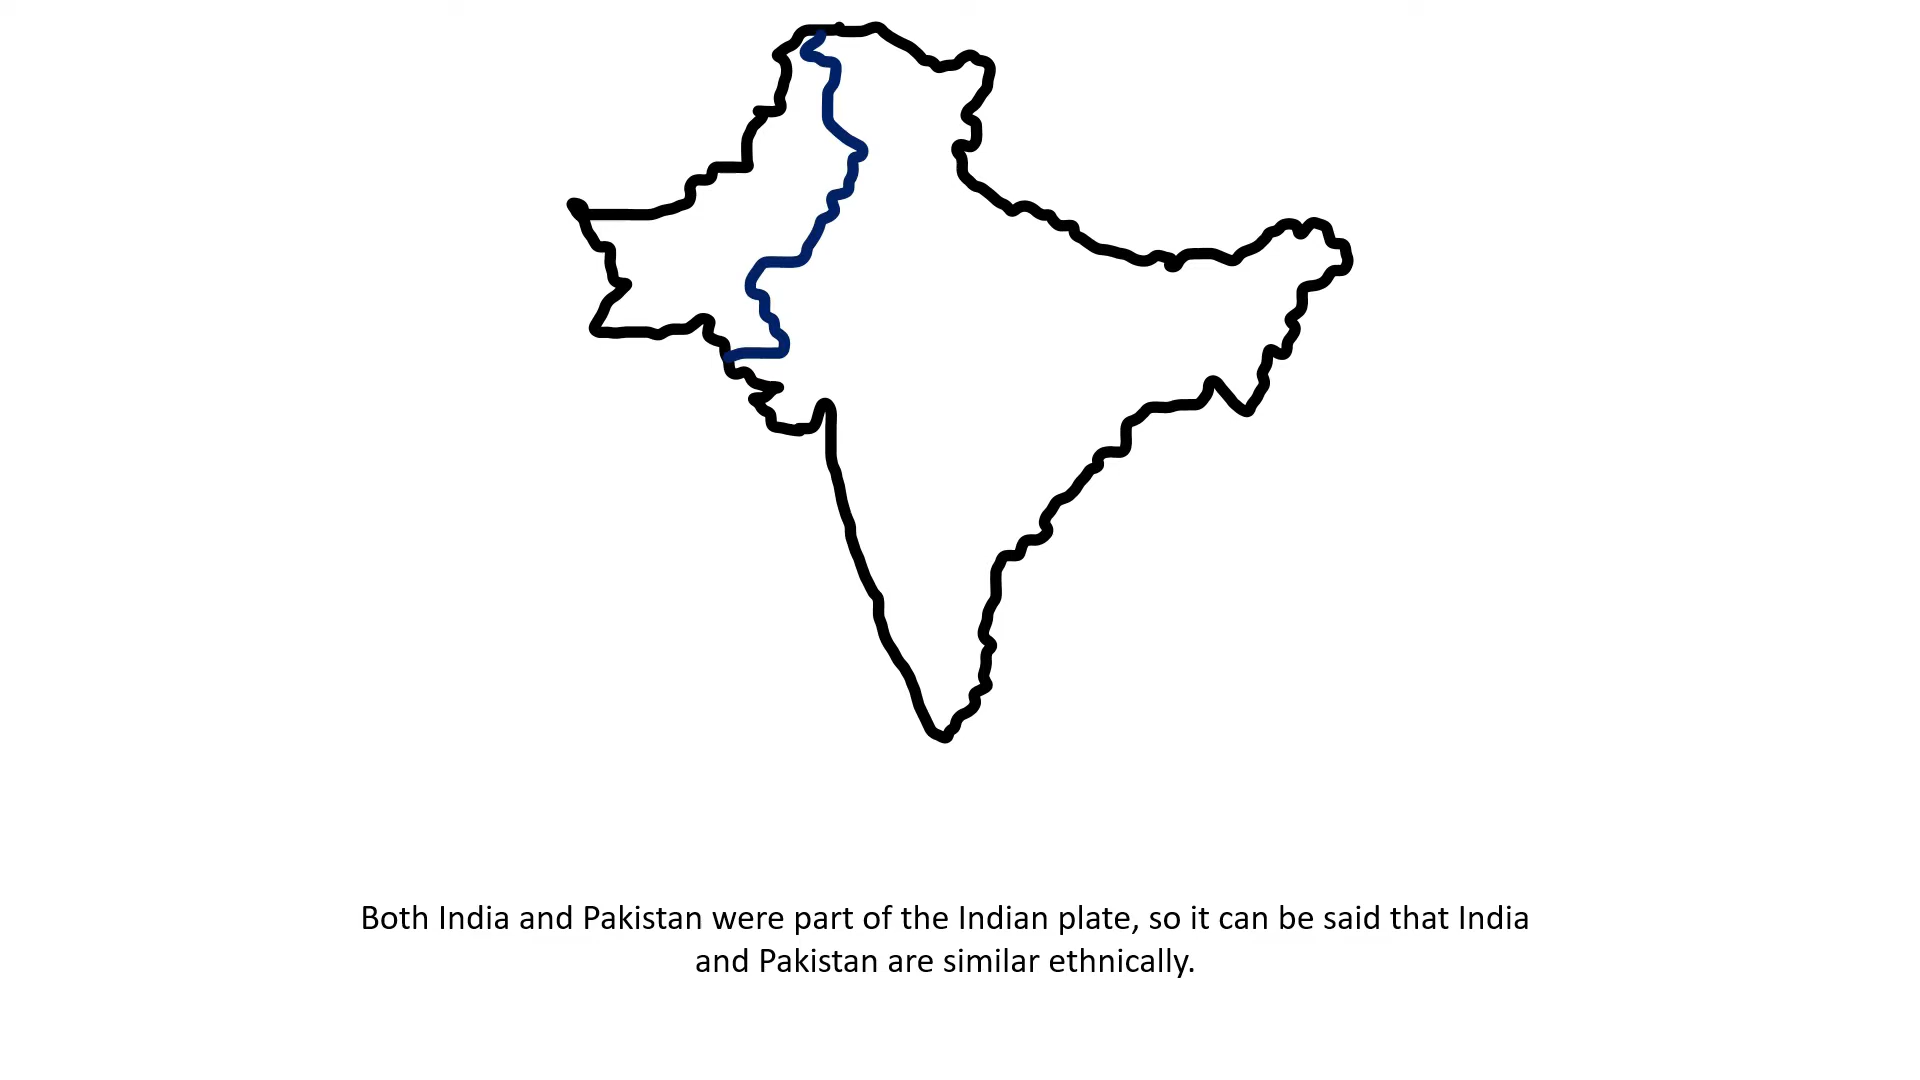 Both India and Pakistan were part of the Indian plate, so it can be said that India
and Pakistan are similar ethnically.